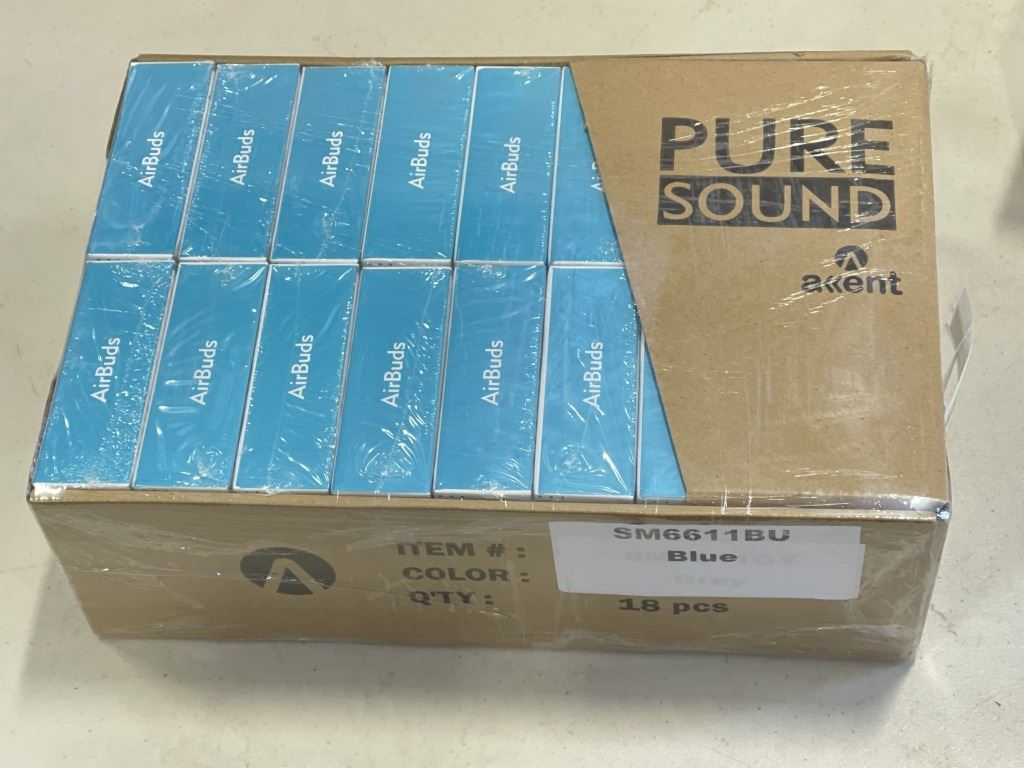 AirBuds AirBuds AirBuds AirBuds AirBuds
PURE
SOUND
akent
AirBuds AirBuds AirBuds AirBuds AirBuds AirBuds
ITEM # : SM6611BU
Blue
COLOR : Grey
Q'TY : 18 pcs